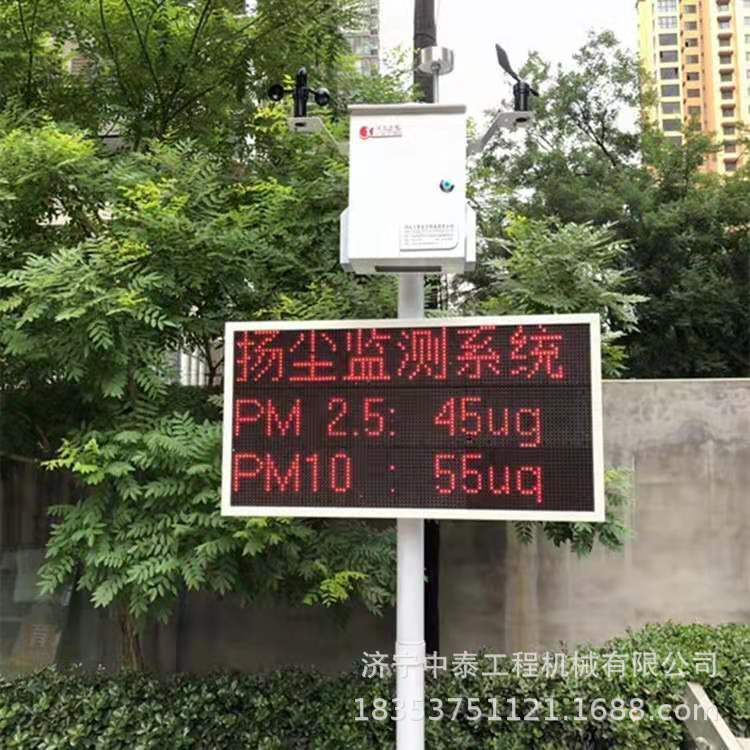 扬尘监测系统
PM 2.5: 45ug
PM10 : 55ug
济宁中泰工程机械有限公司
18353751121.1688.com